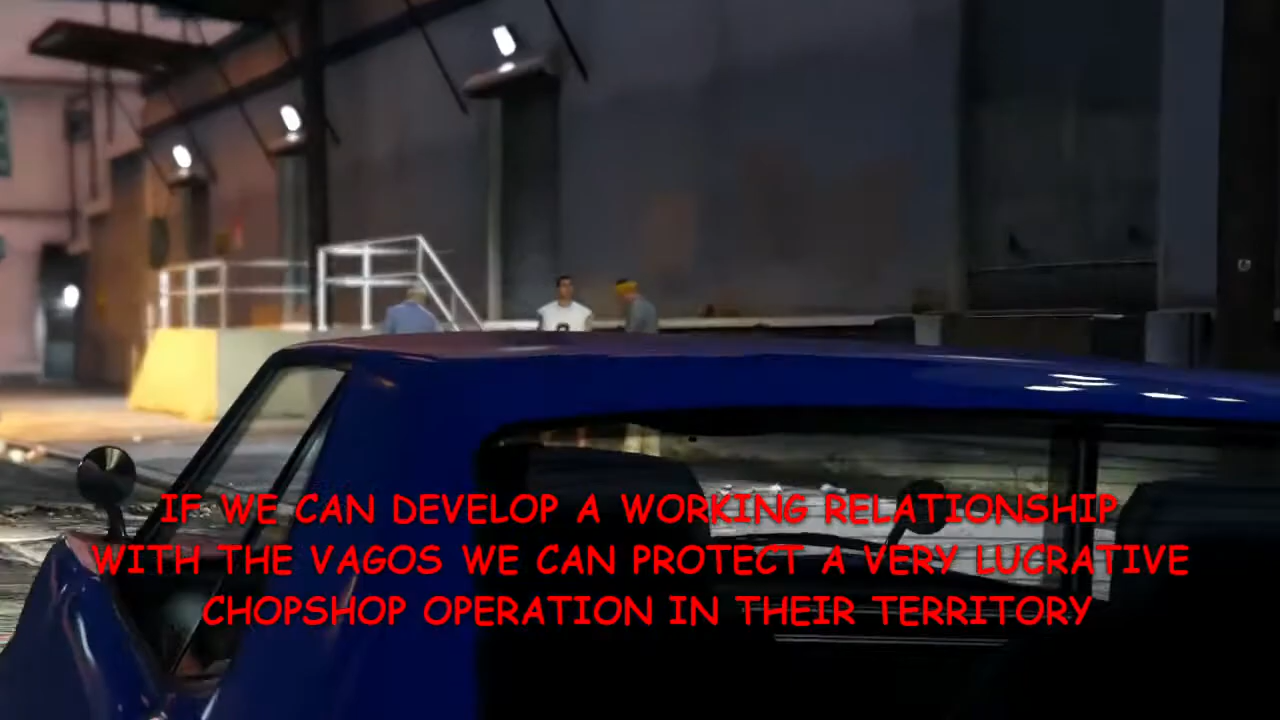 IF WE CAN DEVELOP A WORKING RELATIONSHIP
WITH THE VAGOS WE CAN PROTECT A VERY LUCRATIVE
CHOPSHOP OPERATION IN THEIR TERRITORY